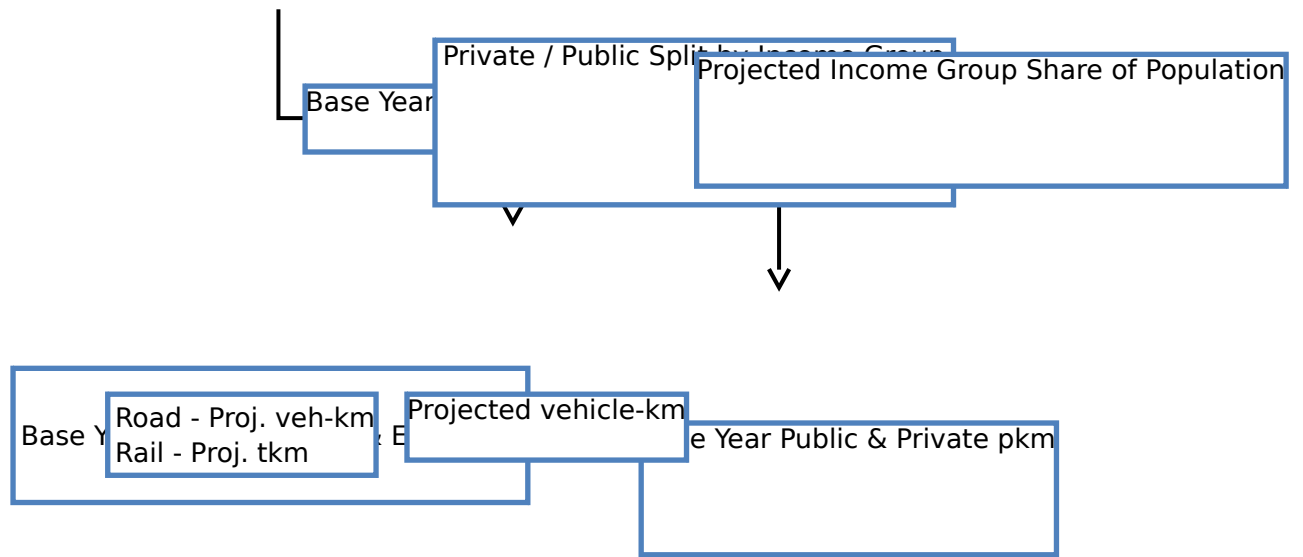 Private / Public Split by Income Group
Projected Income Group Share of Population
Base Year
Road - Proj. veh-km
Rail - Proj. tkm
Projected vehicle-km
Base
&
Year Public & Private pkm